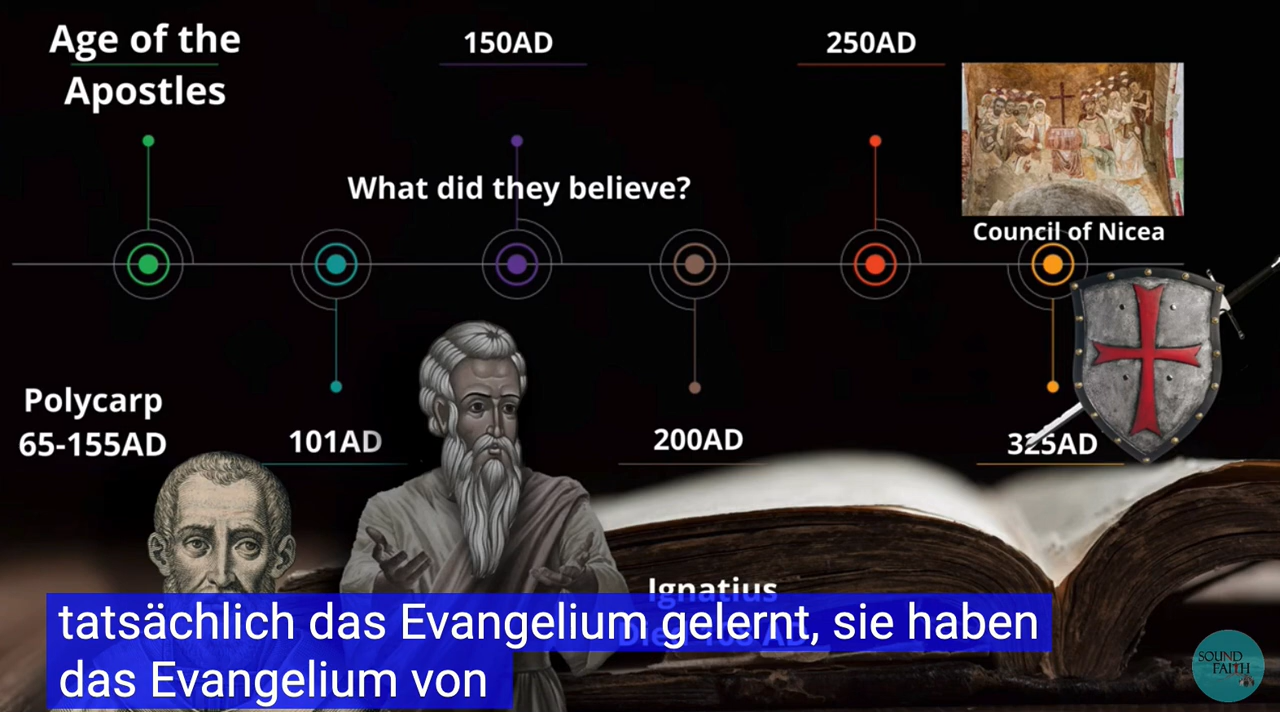 Age of the
Apostles
150AD
250AD
What did they believe?
Council of Nicea
Polycarp
65-155AD
101AD
200AD
325AD
Ignatius
tatsächlich das Evangelium gelernt, sie haben
das Evangelium von
SOUND
FAITH